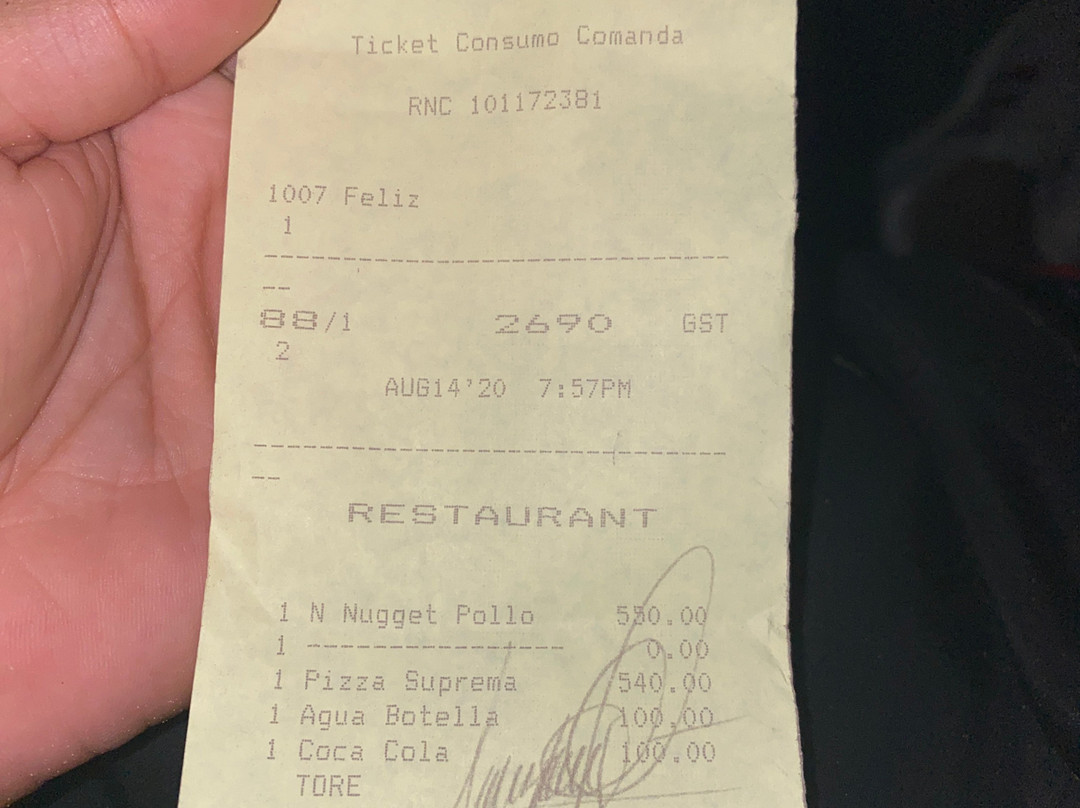 Ticket Consumo Comanda
RNC 101172381
1007 Feliz
1
-----------------------------
--
88/1 2690 GST
2
AUG14'20 7:57PM
-----------------------------
--
RESTAURANT
1 N Nugget Pollo 550.00
1 ---------------- 0.00
1 Pizza Suprema 540.00
1 Agua Botella 100.00
1 Coca Cola 100.00
TORE